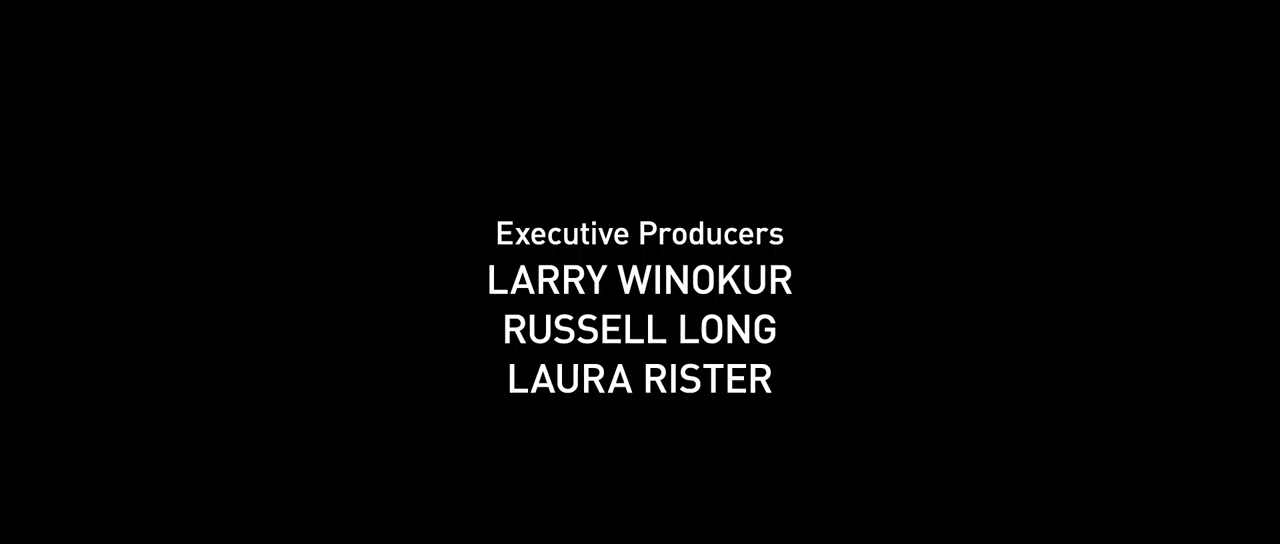 Executive Producers
LARRY WINOKUR
RUSSELL LONG
LAURA RISTER